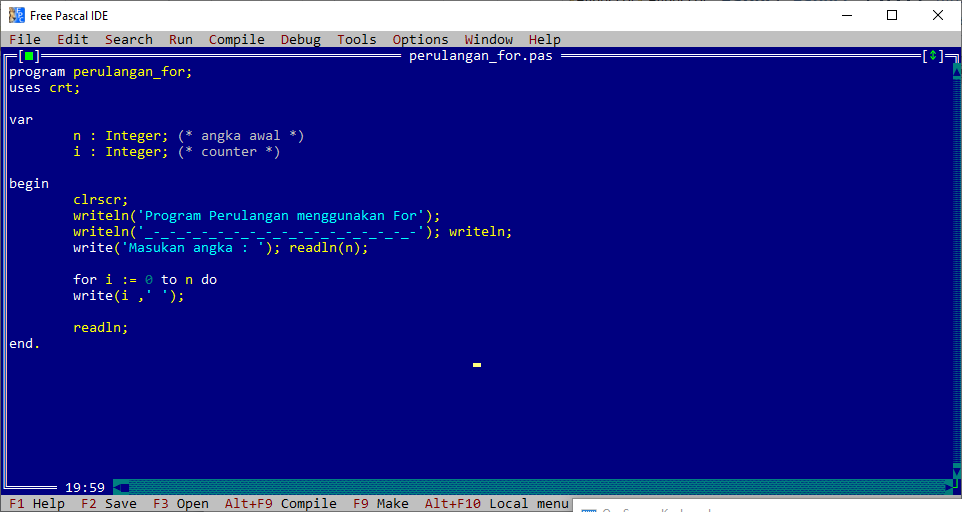 Free Pascal IDE
File Edit Search Run Compile Debug Tools Options Window Help
[■] perulangan_for.pas [↕]
program perulangan_for;
uses crt;
var
n : Integer; (* angka awal *)
i : Integer; (* counter *)
begin
clrscr;
writeln('Program Perulangan menggunakan For');
writeln('_-_-_-_-_-_-_-_-_-_-_-_-_-_-_-_-_-'); writeln;
write('Masukan angka : '); readln(n);
for i := 0 to n do
write(i ,' ');
readln;
end.
19:59
F1 Help F2 Save F3 Open Alt+F9 Compile F9 Make Alt+F10 Local menu